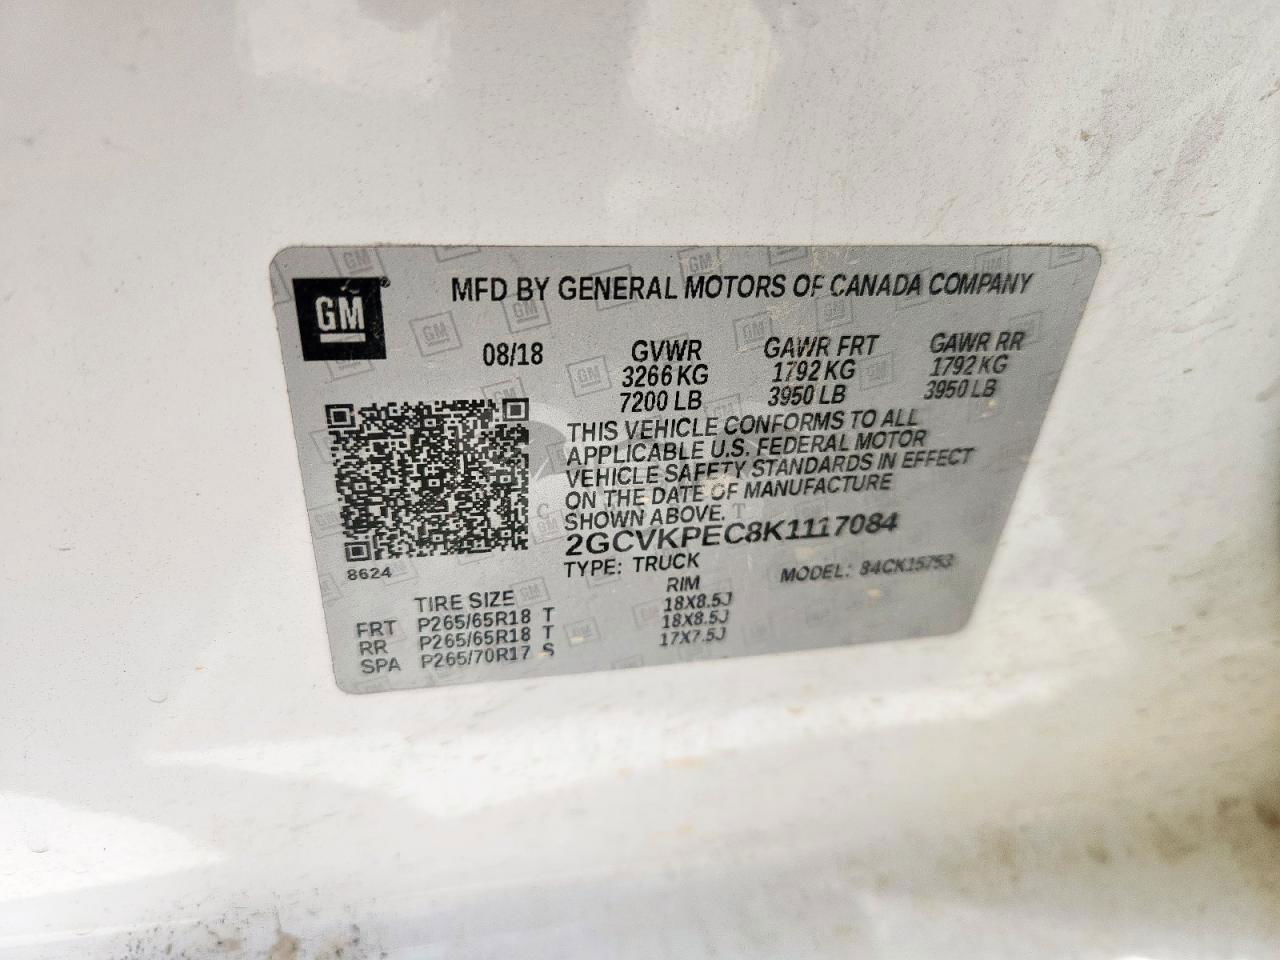 GM
MFD BY GENERAL MOTORS OF CANADA COMPANY
08/18 GVWR GAWR FRT GAWR RR
3266 KG 1792 KG 1792 KG
7200 LB 3950 LB 3950 LB
THIS VEHICLE CONFORMS TO ALL
APPLICABLE U.S. FEDERAL MOTOR
VEHICLE SAFETY STANDARDS IN EFFECT
ON THE DATE OF MANUFACTURE
SHOWN ABOVE.
2GCVKPEC8K1117084
8624
TYPE: TRUCK MODEL: 84CK15753
TIRE SIZE RIM
FRT P265/65R18 T 18X8.5J
RR P265/65R18 T 18X8.5J
SPA P265/70R17 S 17X7.5J